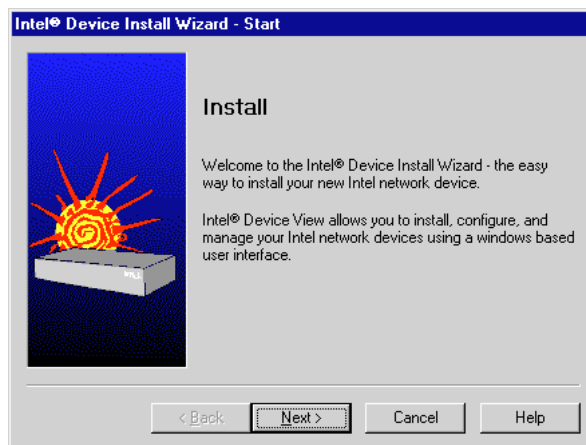 Intel® Device Install Wizard - Start
Install
Welcome to the Intel® Device Install Wizard - the easy
way to install your new Intel network device.
Intel® Device View allows you to install, configure, and
manage your Intel network devices using a windows based
user interface.
intel
< Back
Next >
Cancel
Help